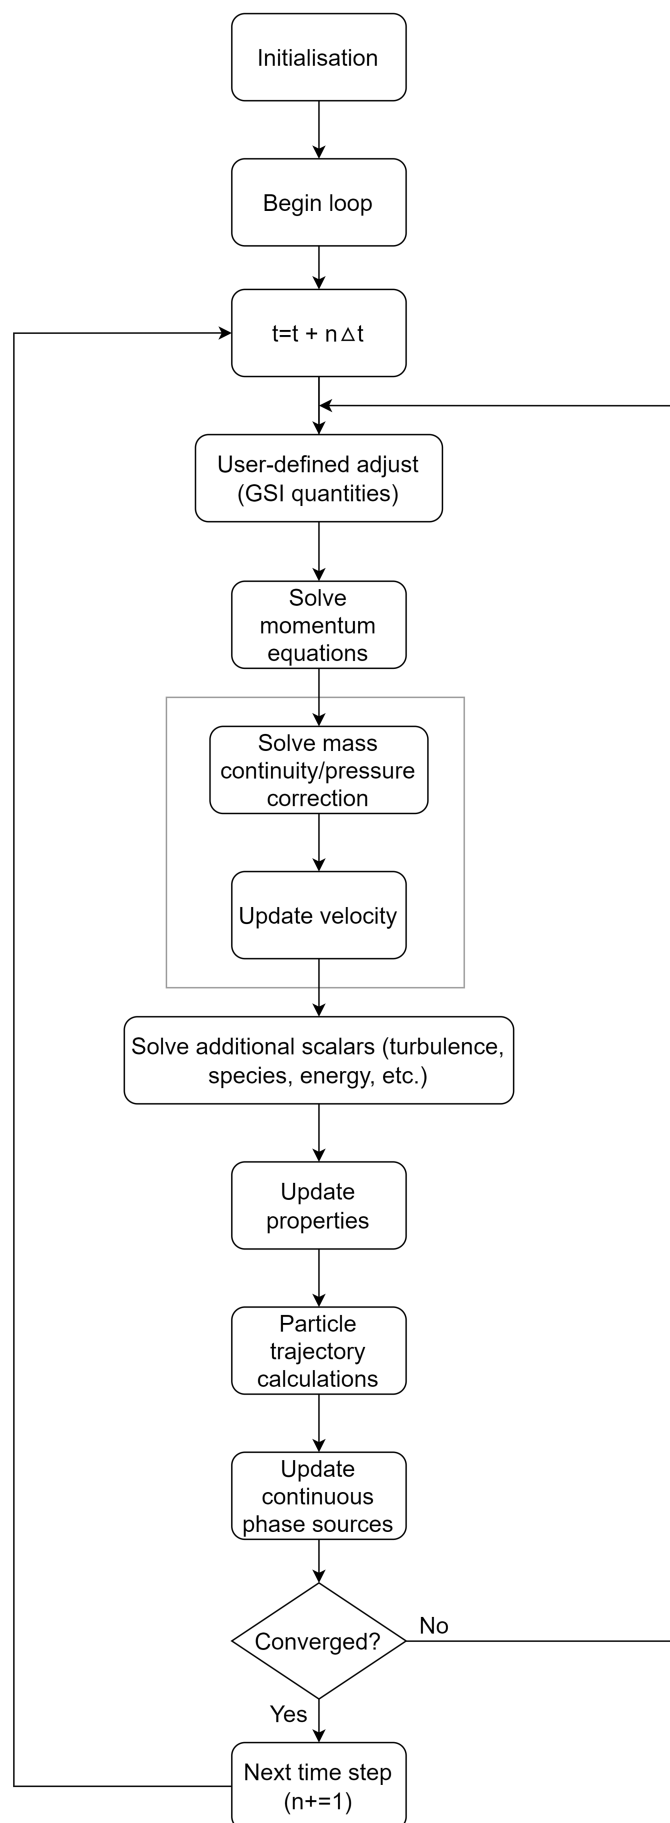 Initialisation
Begin loop
t=t + n△t
User-defined adjust
(GSI quantities)
Solve
momentum
equations
Solve mass
continuity/pressure
correction
Update velocity
Solve additional scalars (turbulence,
species, energy, etc.)
Update
properties
Particle
trajectory
calculations
Update
continuous
phase sources
Converged?
No
Yes
Next time step
(n+=1)